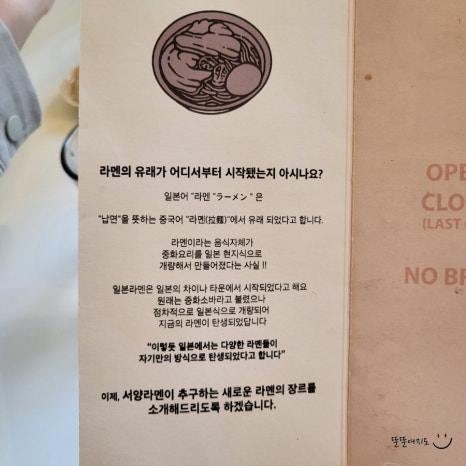 라멘의 유래가 어디서부터 시작됐는지 아시나요?
일본어 "라멘 "ラーメン " 은
"납면"을 뜻하는 중국어 "라멘(拉麵)"에서 유래 되었다고 합니다.
라멘이라는 음식자체가
중화요리를 일본 현지식으로
개량해서 만들어졌다는 사실 !!
일본라멘은 일본의 차이나 타운에서 시작되었다고 해요
원래는 중화소바라고 불렸으나
점차적으로 일본식으로 개량되어
지금의 라멘이 탄생되었답니다
"이렇듯 일본에서는 다양한 라멘들이
자기만의 방식으로 탄생되었다고 합니다"
이제, 서양라멘이 추구하는 새로운 라멘의 장르를
소개해드리도록 하겠습니다.
OPE
CLO
(LAST
NO BR
뚤뚤여지도